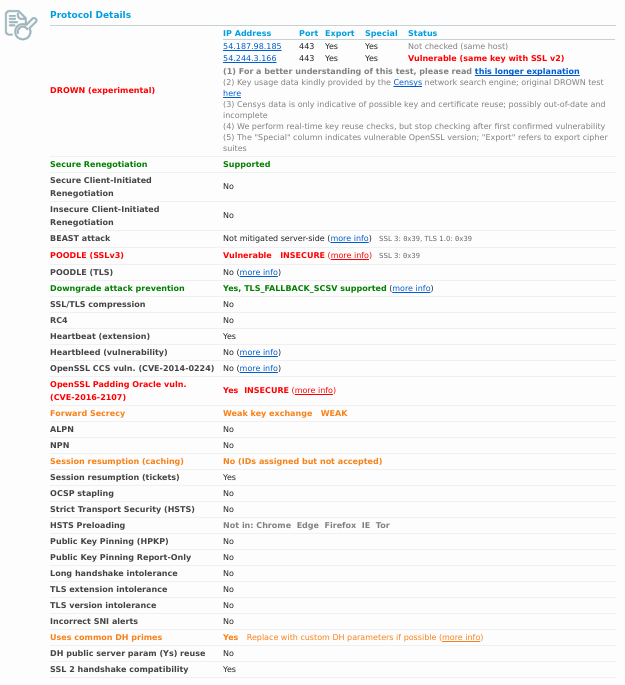 Protocol Details
IP Address Port Export Special Status
54.187.98.185 443 Yes Yes Not checked (same host)
54.244.3.166 443 Yes Yes Vulnerable (same key with SSL v2)
DROWN (experimental)
(1) For a better understanding of this test, please read this longer explanation
(2) Key usage data kindly provided by the Censys network search engine; original DROWN test
here
(3) Censys data is only indicative of possible key and certificate reuse; possibly out-of-date and
incomplete
(4) We perform real-time key reuse checks, but stop checking after first confirmed vulnerability
(5) The "Special" column indicates vulnerable OpenSSL version; "Export" refers to export cipher
suites
Secure Renegotiation Supported
Secure Client-Initiated
Renegotiation
No
Insecure Client-Initiated
Renegotiation
No
BEAST attack Not mitigated server-side (more info) SSL 3: 0x39, TLS 1.0: 0x39
POODLE (SSLv3) Vulnerable INSECURE (more info) SSL 3: 0x39
POODLE (TLS) No (more info)
Downgrade attack prevention Yes, TLS_FALLBACK_SCSV supported (more info)
SSL/TLS compression No
RC4 No
Heartbeat (extension) Yes
Heartbleed (vulnerability) No (more info)
OpenSSL CCS vuln. (CVE-2014-0224) No (more info)
OpenSSL Padding Oracle vuln.
(CVE-2016-2107)
Yes INSECURE (more info)
Forward Secrecy Weak key exchange WEAK
ALPN No
NPN No
Session resumption (caching) No (IDs assigned but not accepted)
Session resumption (tickets) Yes
OCSP stapling No
Strict Transport Security (HSTS) No
HSTS Preloading Not in: Chrome Edge Firefox IE Tor
Public Key Pinning (HPKP) No
Public Key Pinning Report-Only No
Long handshake intolerance No
TLS extension intolerance No
TLS version intolerance No
Incorrect SNI alerts No
Uses common DH primes Yes Replace with custom DH parameters if possible (more info)
DH public server param (Ys) reuse No
SSL 2 handshake compatibility Yes